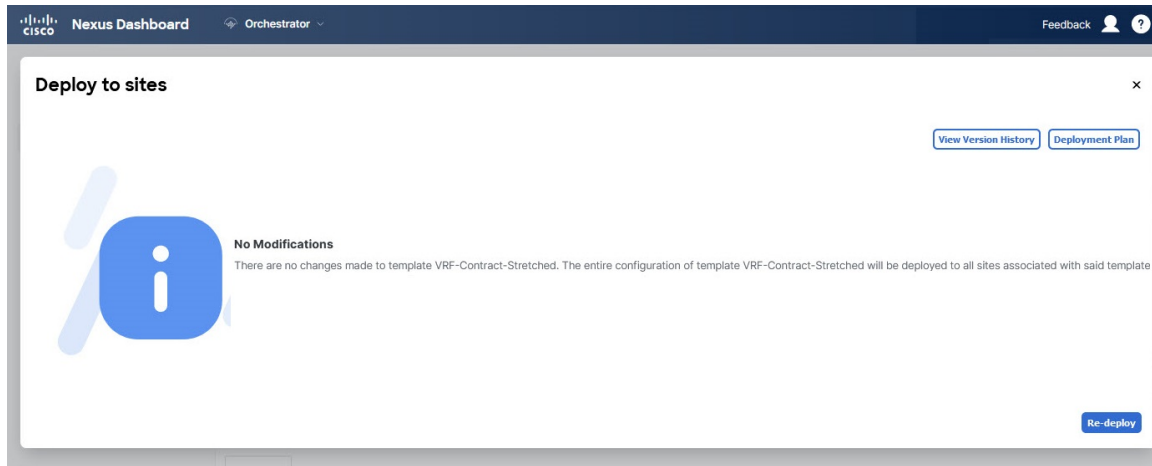 cisco Nexus Dashboard Orchestrator Feedback ?
Deploy to sites
View Version History Deployment Plan
No Modifications
There are no changes made to template VRF-Contract-Stretched. The entire configuration of template VRF-Contract-Stretched will be deployed to all sites associated with said template
Re-deploy